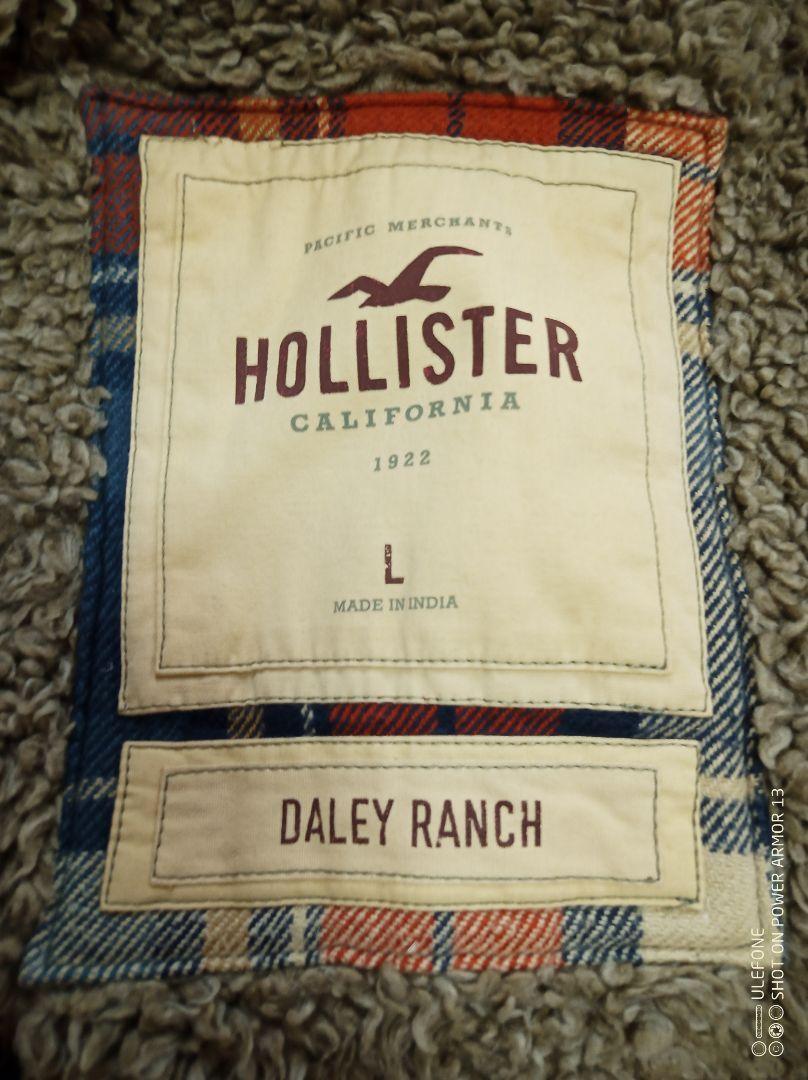 PACIFIC MERCHANTS
HOLLISTER
CALIFORNIA
1922
L
MADE IN INDIA
DALEY RANCH
ULEFONE
SHOT ON POWER ARMOR 13